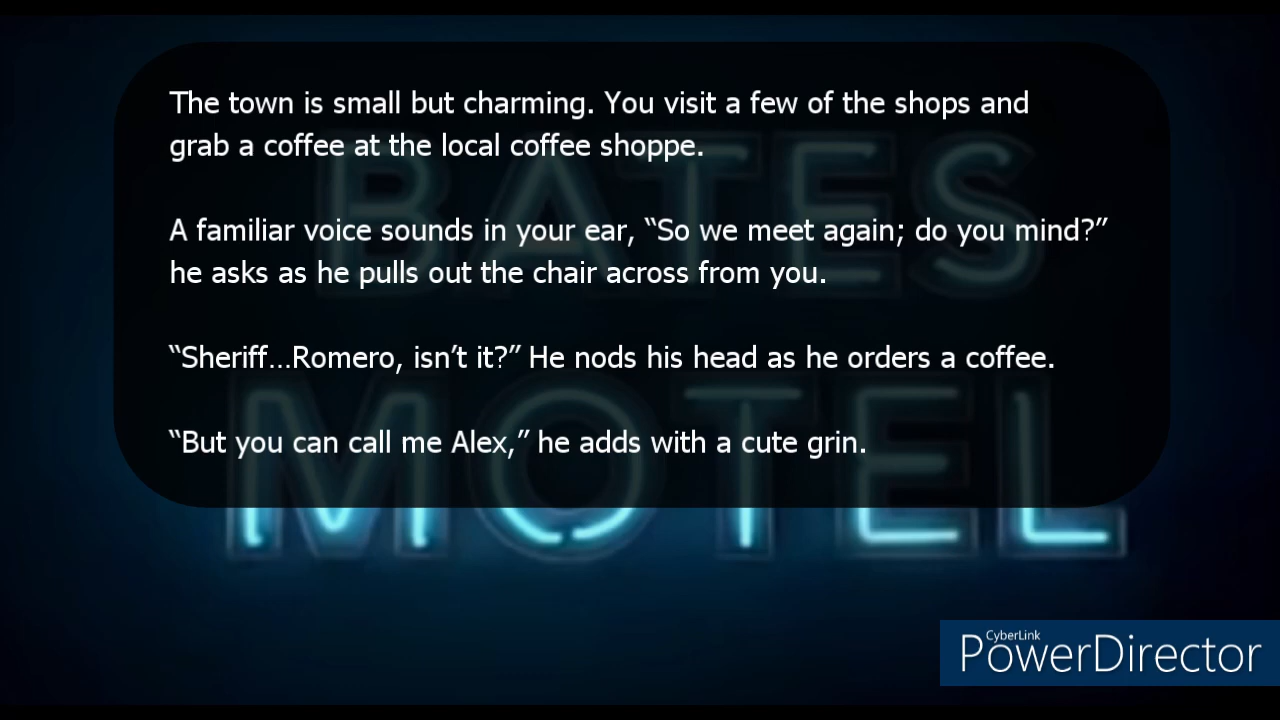 The town is small but charming. You visit a few of the shops and
grab a coffee at the local coffee shoppe.
A familiar voice sounds in your ear, “So we meet again; do you mind?”
he asks as he pulls out the chair across from you.
“Sheriff...Romero, isn’t it?” He nods his head as he orders a coffee.
“But you can call me Alex,” he adds with a cute grin.
BATES
MOTEL
CyberLink
PowerDirector